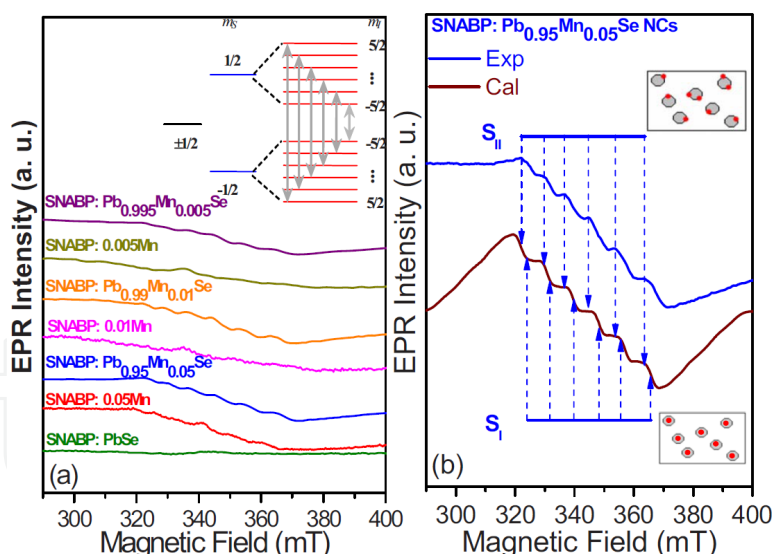 m_S
m_I
1/2
5/2
⋮
-5/2
±1/2
-5/2
-1/2
⋮
5/2
SNABP: Pb0.995Mn0.005Se
SNABP: 0.005Mn
SNABP: Pb0.99Mn0.01Se
SNABP: 0.01Mn
SNABP: Pb0.95Mn0.05Se
SNABP: 0.05Mn
SNABP: PbSe
(a)
EPR Intensity (a. u.)
300 320 340 360 380 400
Magnetic Field (mT)
SNABP: Pb0.95Mn0.05Se NCs
Exp
Cal
S_II
S_I
(b)
EPR Intensity (a. u.)
300 320 340 360 380 400
Magnetic Field (mT)